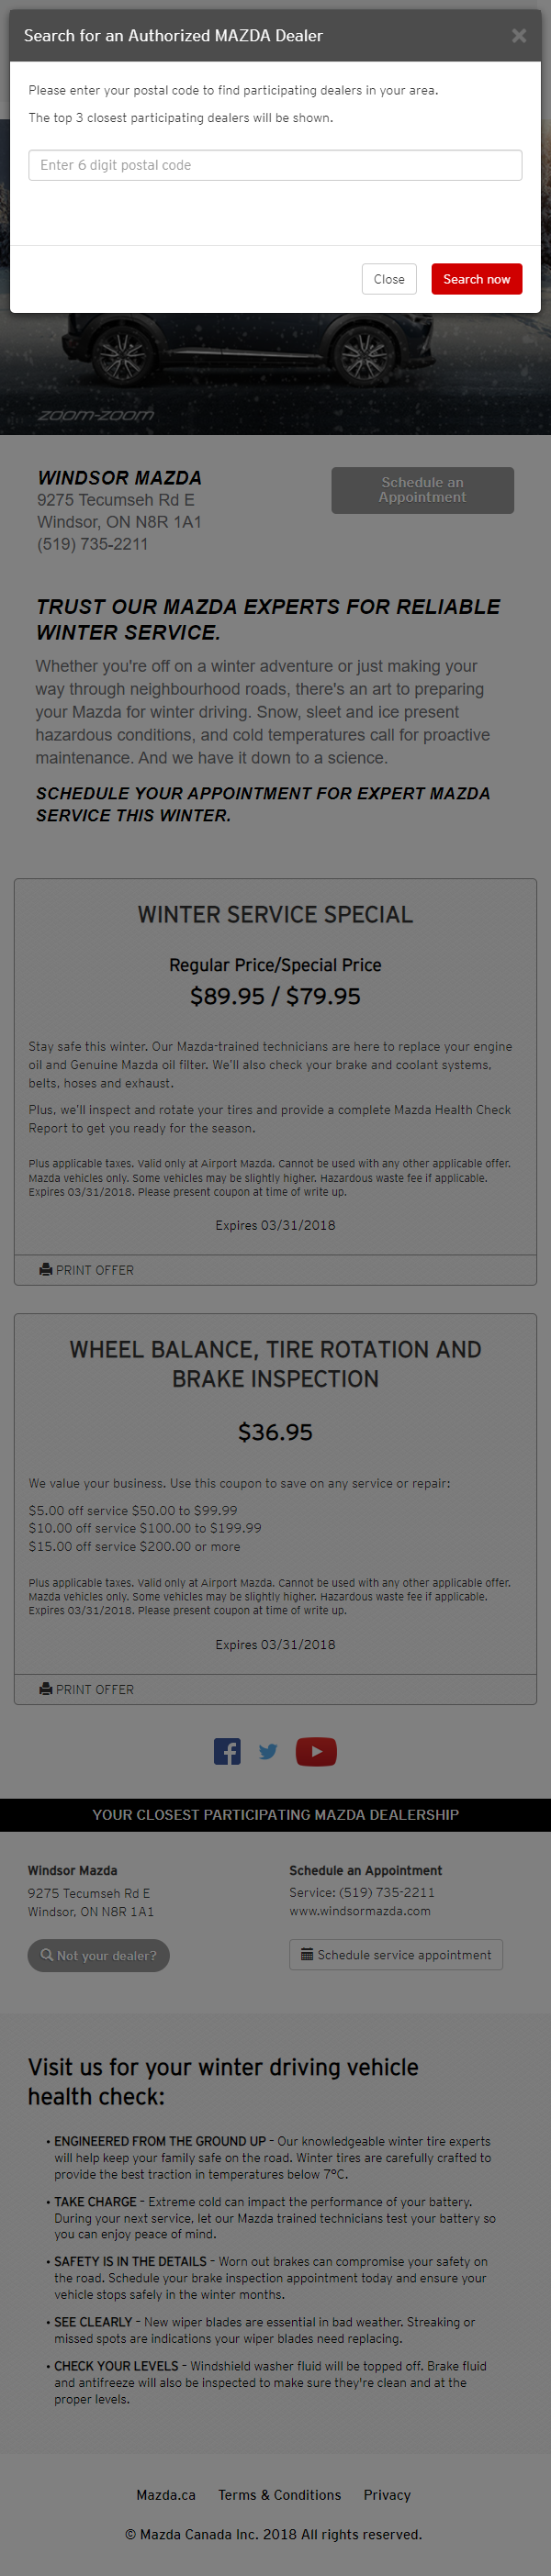 Search for an Authorized MAZDA Dealer ×
Please enter your postal code to find participating dealers in your area.
The top 3 closest participating dealers will be shown.
Enter 6 digit postal code
Close Search now
zoom-zoom
WINDSOR MAZDA
9275 Tecumseh Rd E
Windsor, ON N8R 1A1
(519) 735-2211
Schedule an
Appointment
TRUST OUR MAZDA EXPERTS FOR RELIABLE
WINTER SERVICE.
Whether you're off on a winter adventure or just making your
way through neighbourhood roads, there's an art to preparing
your Mazda for winter driving. Snow, sleet and ice present
hazardous conditions, and cold temperatures call for proactive
maintenance. And we have it down to a science.
SCHEDULE YOUR APPOINTMENT FOR EXPERT MAZDA
SERVICE THIS WINTER.
WINTER SERVICE SPECIAL
Regular Price/Special Price
$89.95 / $79.95
Stay safe this winter. Our Mazda-trained technicians are here to replace your engine
oil and Genuine Mazda oil filter. We'll also check your brake and coolant systems,
belts, hoses and exhaust.
Plus, we'll inspect and rotate your tires and provide a complete Mazda Health Check
Report to get you ready for the season.
Plus applicable taxes. Valid only at Airport Mazda. Cannot be used with any other applicable offer.
Mazda vehicles only. Some vehicles may be slightly higher. Hazardous waste fee if applicable.
Expires 03/31/2018. Please present coupon at time of write up.
Expires 03/31/2018
PRINT OFFER
WHEEL BALANCE, TIRE ROTATION AND
BRAKE INSPECTION
$36.95
We value your business. Use this coupon to save on any service or repair:
$5.00 off service $50.00 to $99.99
$10.00 off service $100.00 to $199.99
$15.00 off service $200.00 or more
Plus applicable taxes. Valid only at Airport Mazda. Cannot be used with any other applicable offer.
Mazda vehicles only. Some vehicles may be slightly higher. Hazardous waste fee if applicable.
Expires 03/31/2018. Please present coupon at time of write up.
Expires 03/31/2018
PRINT OFFER
YOUR CLOSEST PARTICIPATING MAZDA DEALERSHIP
Windsor Mazda
9275 Tecumseh Rd E
Windsor, ON N8R 1A1
Not your dealer?
Schedule an Appointment
Service: (519) 735-2211
www.windsormazda.com
Schedule service appointment
Visit us for your winter driving vehicle
health check:
• ENGINEERED FROM THE GROUND UP – Our knowledgeable winter tire experts
will help keep your family safe on the road. Winter tires are carefully crafted to
provide the best traction in temperatures below 7°C.
• TAKE CHARGE – Extreme cold can impact the performance of your battery.
During your next service, let our Mazda trained technicians test your battery so
you can enjoy peace of mind.
• SAFETY IS IN THE DETAILS – Worn out brakes can compromise your safety on
the road. Schedule your brake inspection appointment today and ensure your
vehicle stops safely in the winter months.
• SEE CLEARLY – New wiper blades are essential in bad weather. Streaking or
missed spots are indications your wiper blades need replacing.
• CHECK YOUR LEVELS – Windshield washer fluid will be topped off. Brake fluid
and antifreeze will also be inspected to make sure they're clean and at the
proper levels.
Mazda.ca Terms & Conditions Privacy
© Mazda Canada Inc. 2018 All rights reserved.